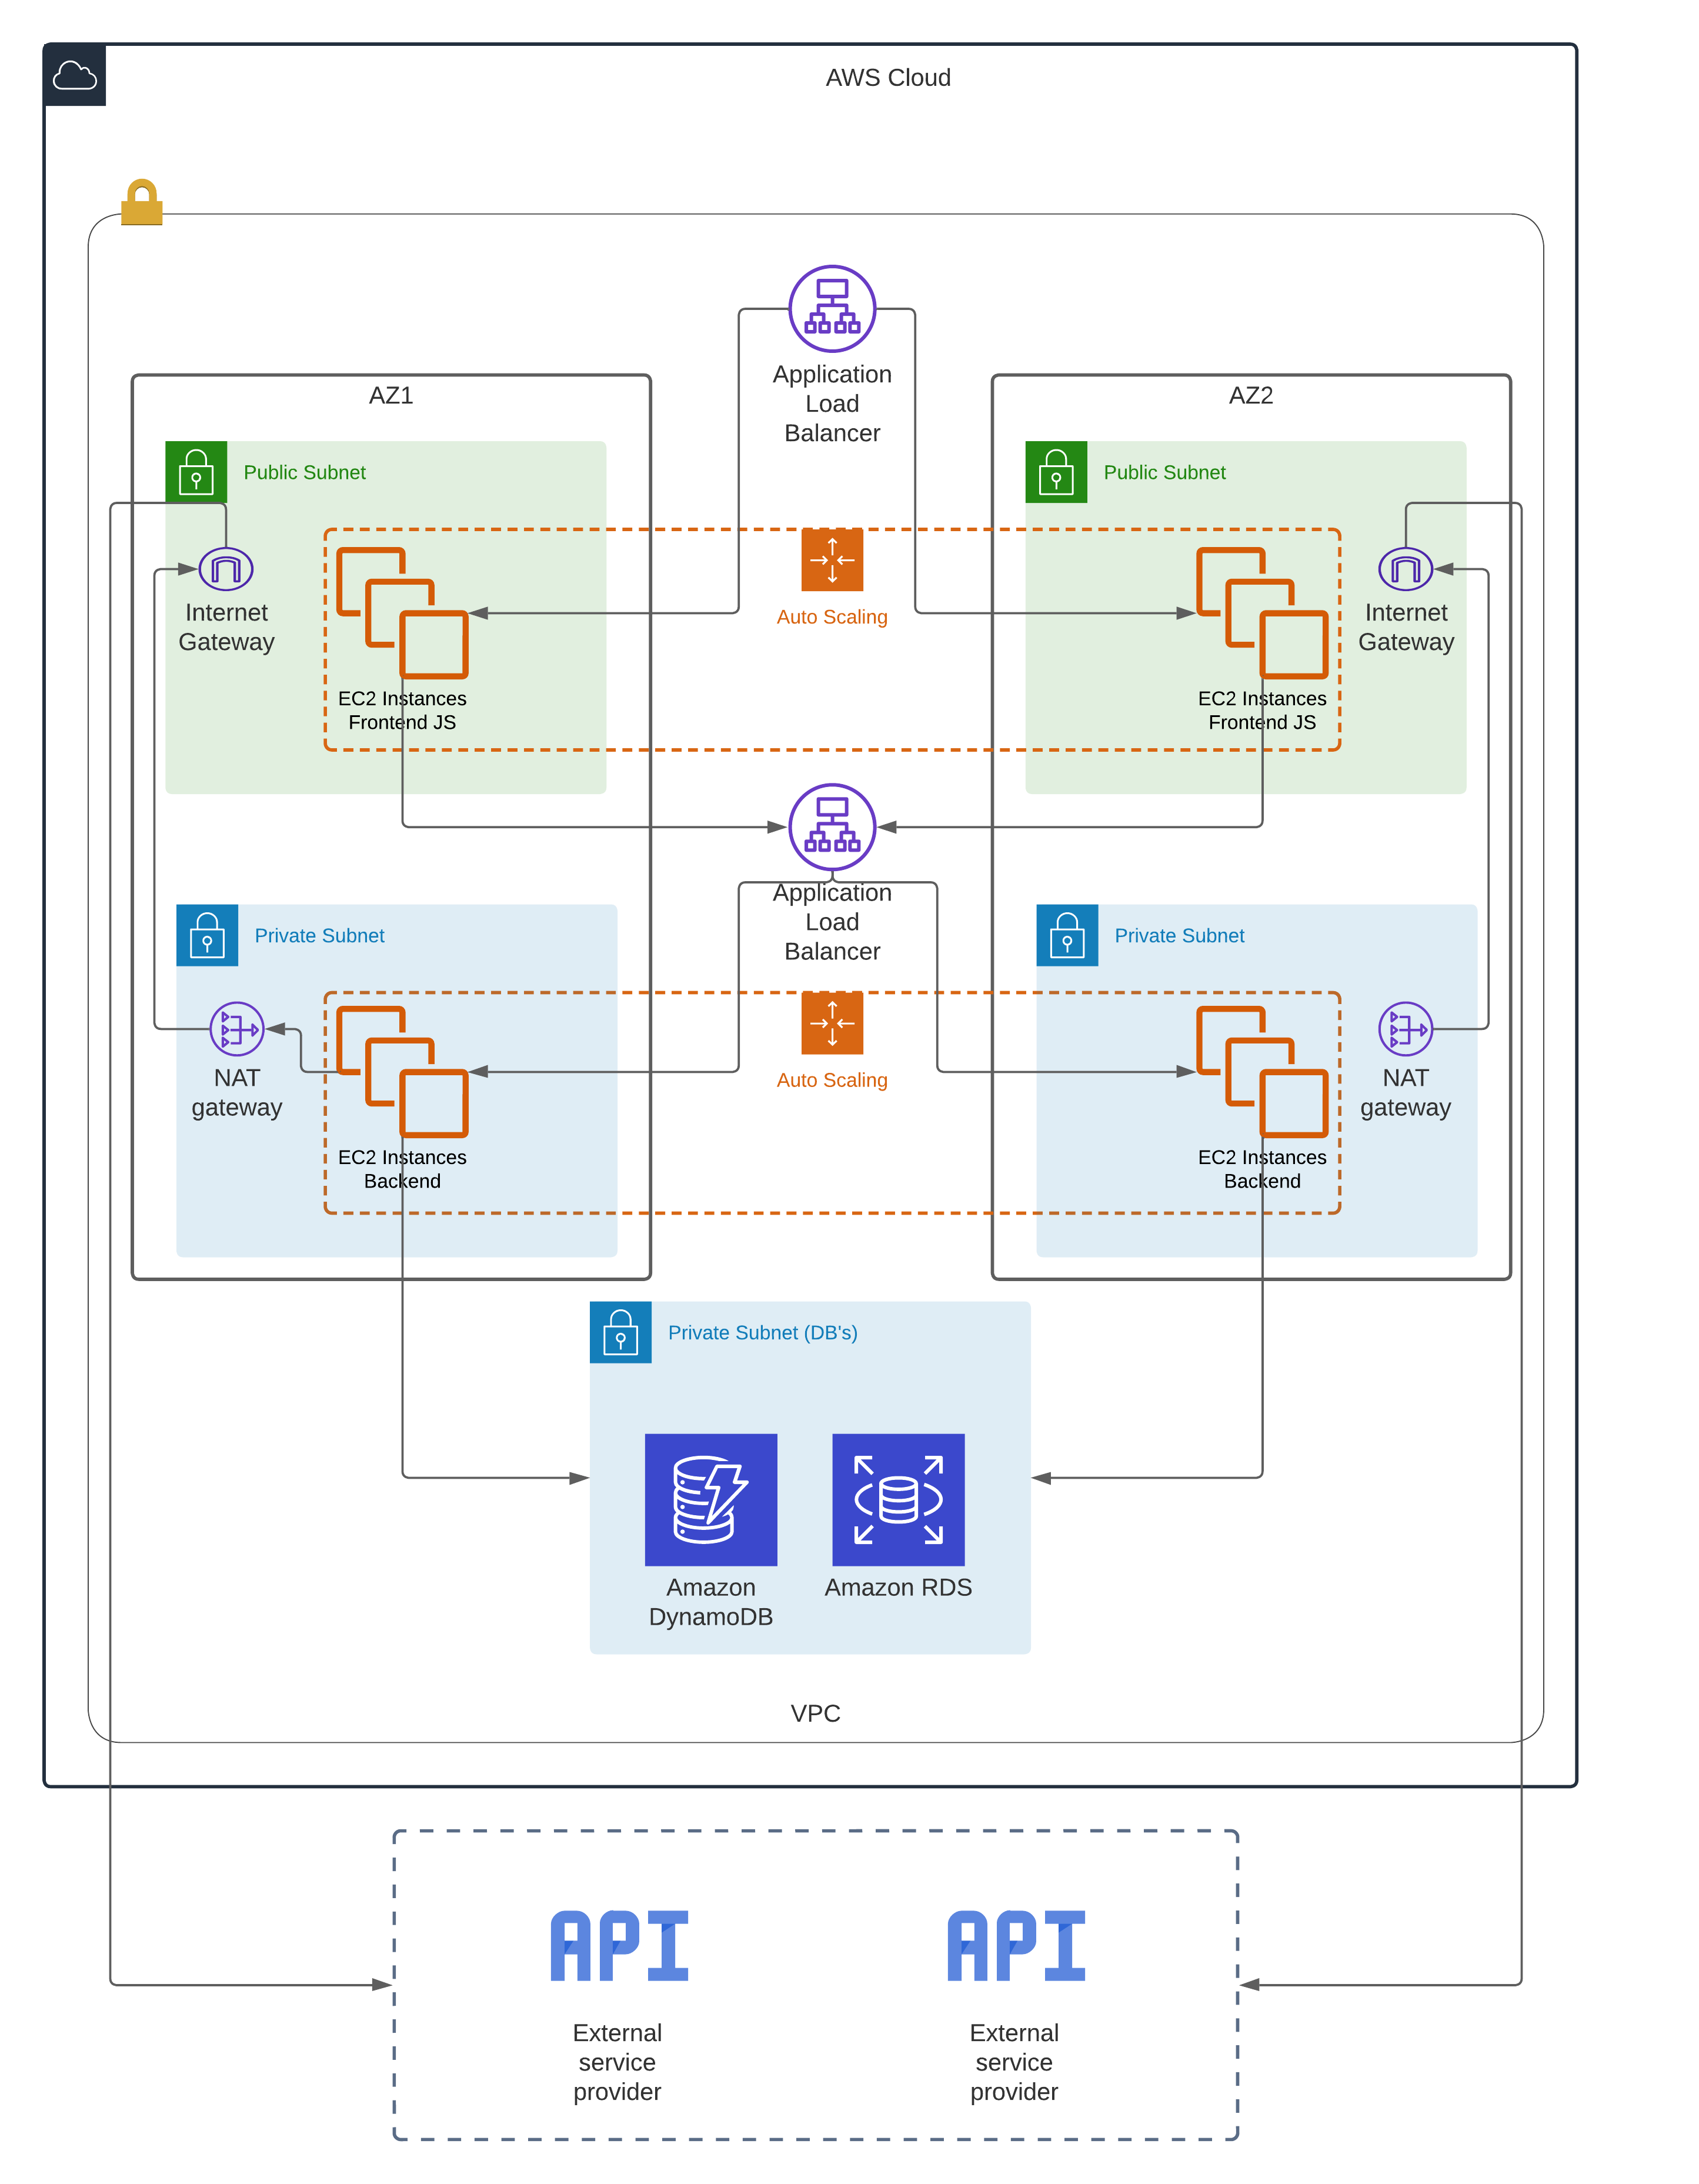 AWS Cloud
Application
Load
Balancer
AZ1
AZ2
Public Subnet
Public Subnet
Internet
Gateway
EC2 Instances
Frontend JS
Auto Scaling
EC2 Instances
Frontend JS
Internet
Gateway
Application
Load
Balancer
Private Subnet
Private Subnet
NAT
gateway
EC2 Instances
Backend
Auto Scaling
EC2 Instances
Backend
NAT
gateway
Private Subnet (DB's)
Amazon
DynamoDB
Amazon RDS
VPC
API
External
service
provider
API
External
service
provider